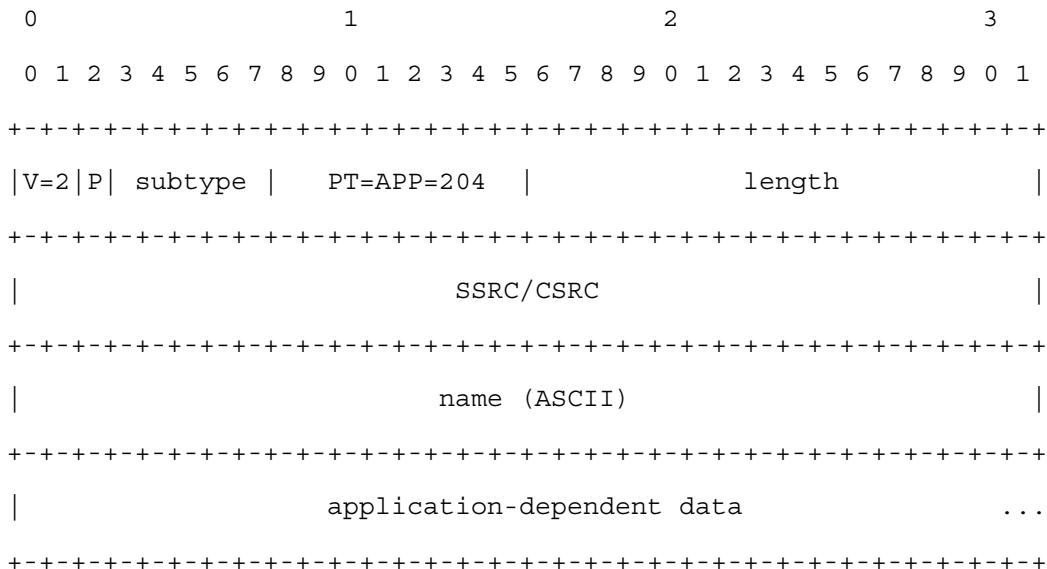 0                   1                   2                   3
 0 1 2 3 4 5 6 7 8 9 0 1 2 3 4 5 6 7 8 9 0 1 2 3 4 5 6 7 8 9 0 1
+-+-+-+-+-+-+-+-+-+-+-+-+-+-+-+-+-+-+-+-+-+-+-+-+-+-+-+-+-+-+-+-+
|V=2|P| subtype |   PT=APP=204  |             length            |
+-+-+-+-+-+-+-+-+-+-+-+-+-+-+-+-+-+-+-+-+-+-+-+-+-+-+-+-+-+-+-+-+
|                           SSRC/CSRC                           |
+-+-+-+-+-+-+-+-+-+-+-+-+-+-+-+-+-+-+-+-+-+-+-+-+-+-+-+-+-+-+-+-+
|                          name (ASCII)                         |
+-+-+-+-+-+-+-+-+-+-+-+-+-+-+-+-+-+-+-+-+-+-+-+-+-+-+-+-+-+-+-+-+
|                   application-dependent data                ...
+-+-+-+-+-+-+-+-+-+-+-+-+-+-+-+-+-+-+-+-+-+-+-+-+-+-+-+-+-+-+-+-+